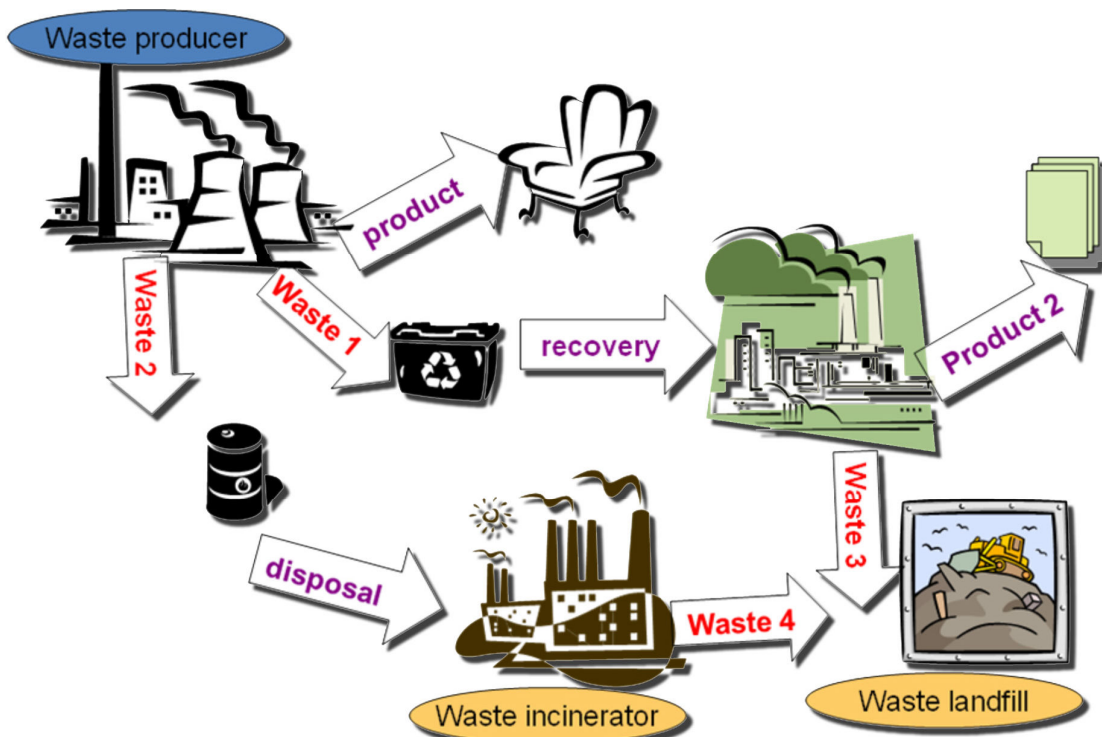 Waste producer
product
Waste 2
Waste 1
recovery
Product 2
disposal
Waste 3
Waste 4
Waste incinerator
Waste landfill